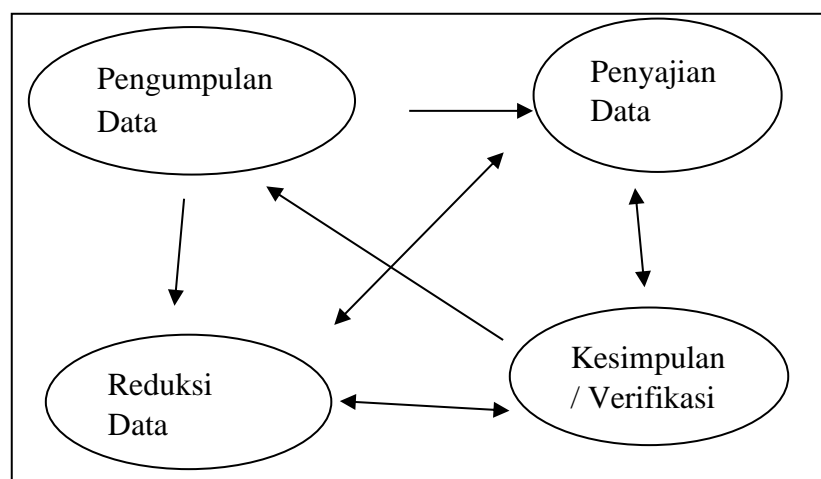 Pengumpulan
Data
Penyajian
Data
Reduksi
Data
Kesimpulan
/ Verifikasi